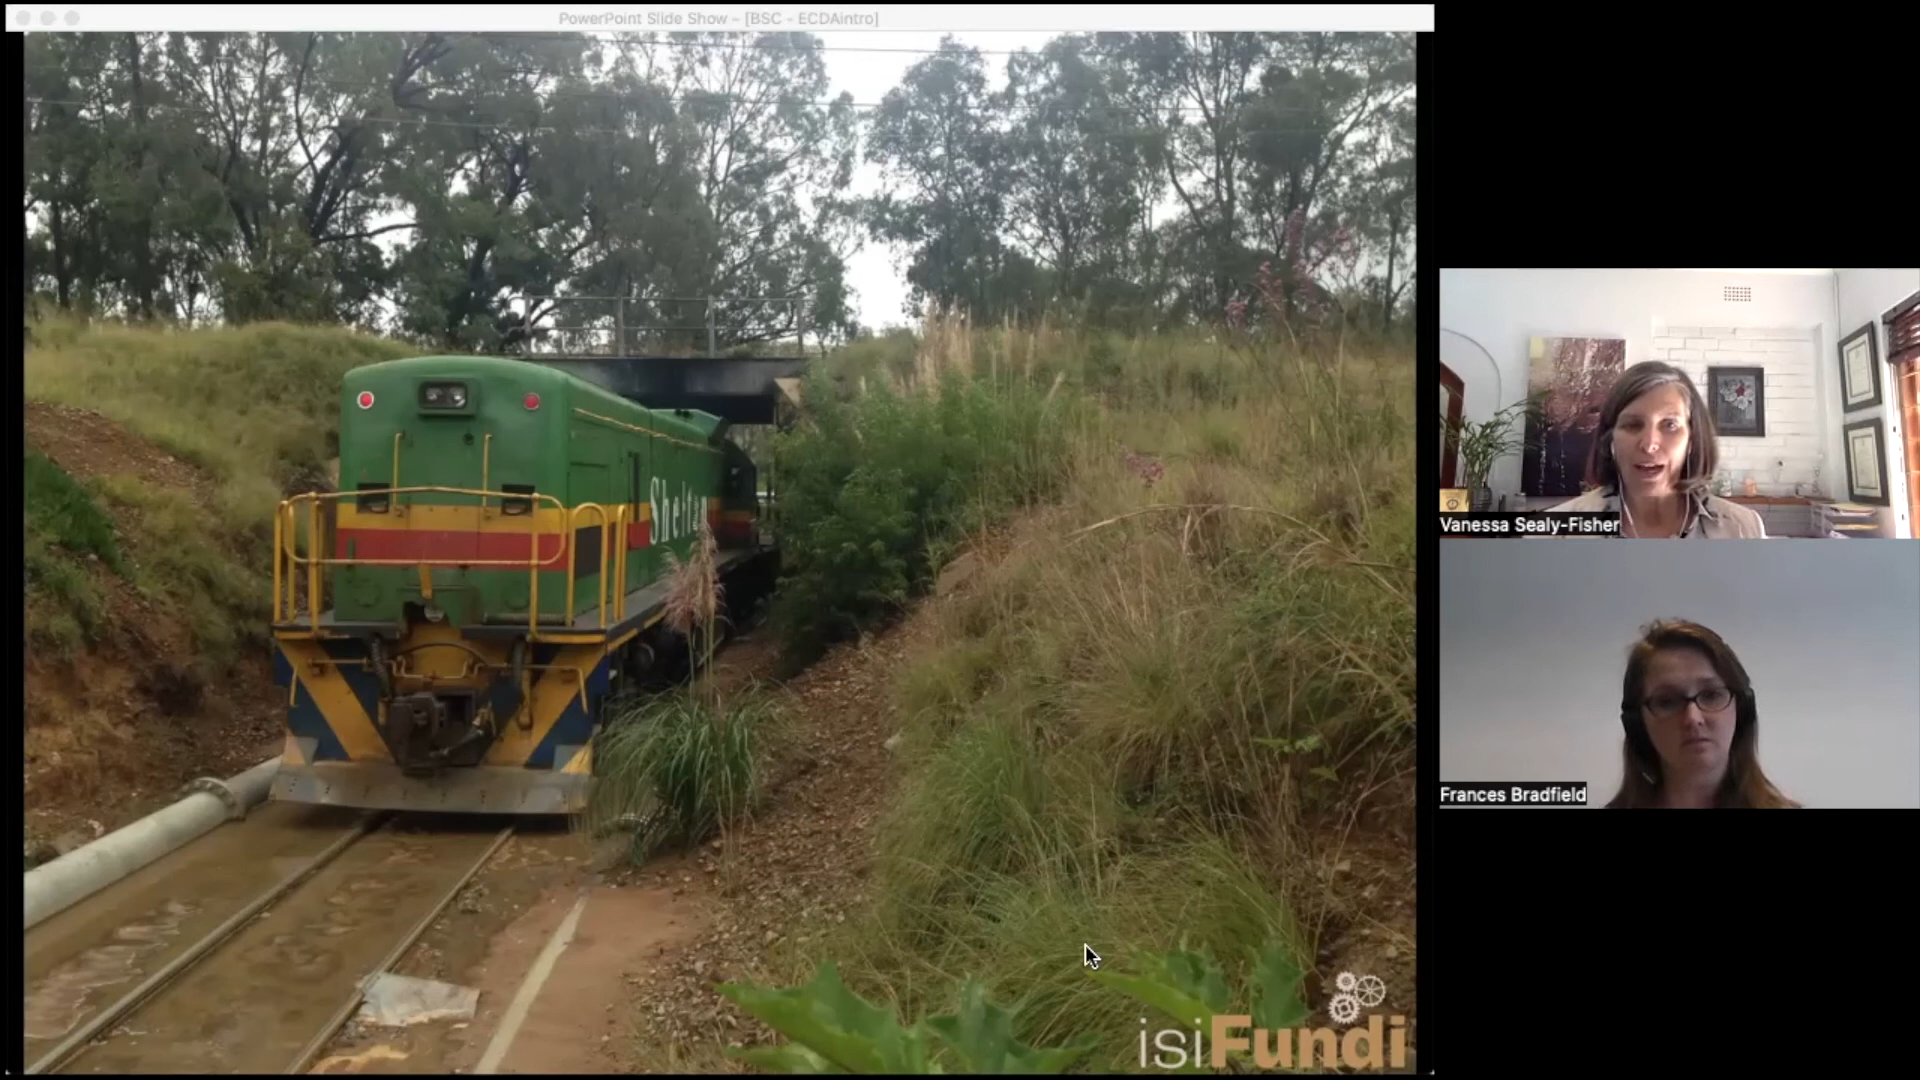 PowerPoint Slide Show - [BSC - ECDAintro]
Vanessa Sealy-Fisher
Frances Bradfield
isiFundi